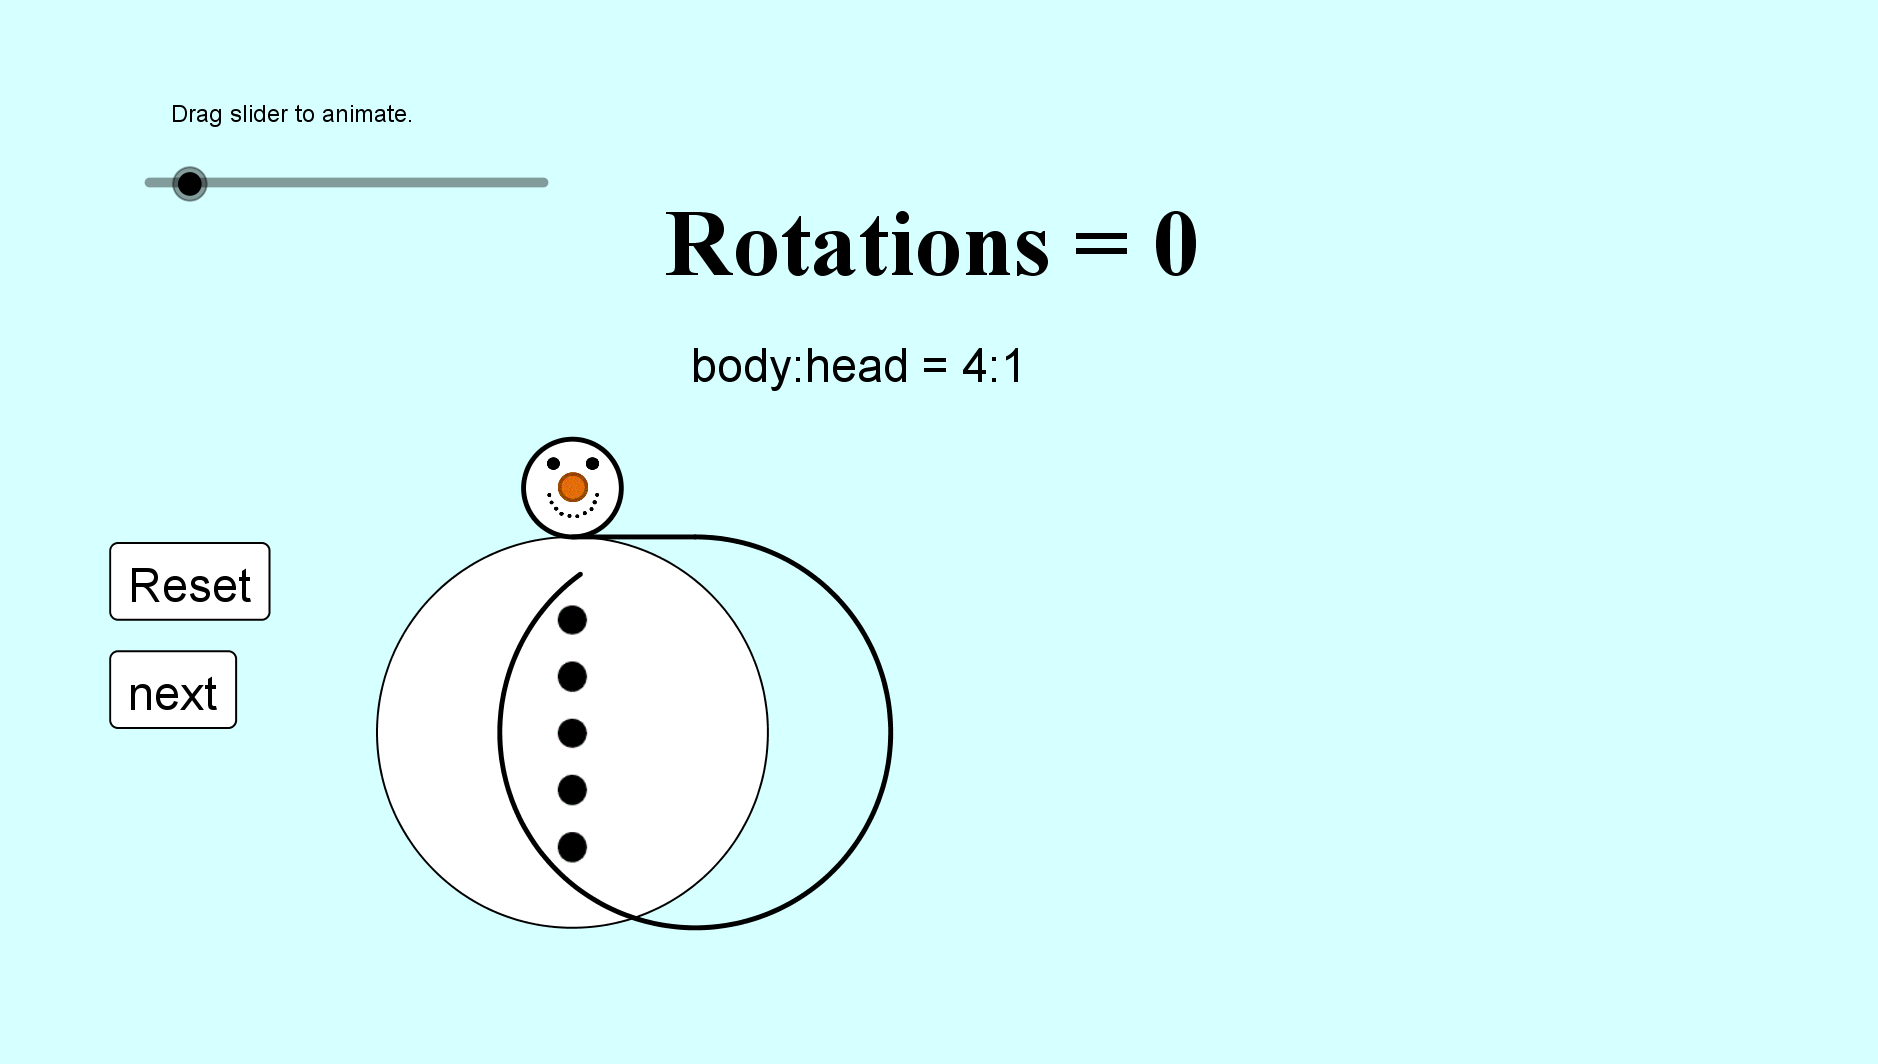 Drag slider to animate.
Rotations = 0
body:head = 4:1
Reset
next